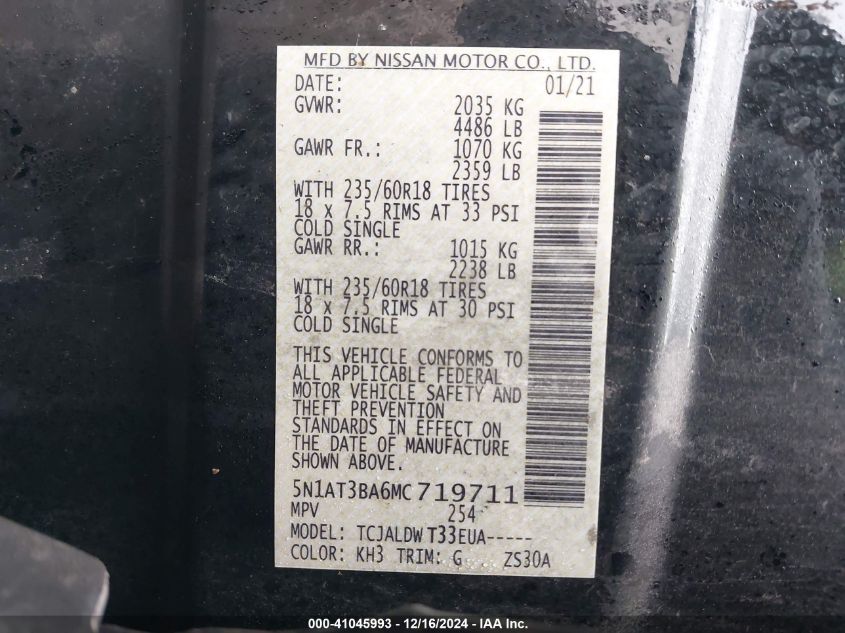 MFD BY NISSAN MOTOR CO., LTD.
DATE: 01/21
GVWR: 2035 KG
4486 LB
GAWR FR.: 1070 KG
2359 LB
WITH 235/60R18 TIRES
18 x 7.5 RIMS AT 33 PSI
COLD SINGLE
GAWR RR.: 1015 KG
2238 LB
WITH 235/60R18 TIRES
18 x 7.5 RIMS AT 30 PSI
COLD SINGLE
THIS VEHICLE CONFORMS TO
ALL APPLICABLE FEDERAL
MOTOR VEHICLE SAFETY AND
THEFT PREVENTION
STANDARDS IN EFFECT ON
THE DATE OF MANUFACTURE
SHOWN ABOVE.
5N1AT3BA6MC 719711
MPV 254
MODEL: TCJALDW T33EUA-----
COLOR: KH3 TRIM: G ZS30A
000-41045993 - 12/16/2024 - IAA Inc.